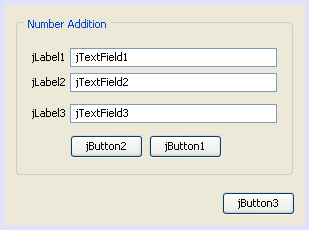 Number Addition
jLabel1 jTextField1
jLabel2 jTextField2
jLabel3 jTextField3
jButton2 jButton1
jButton3